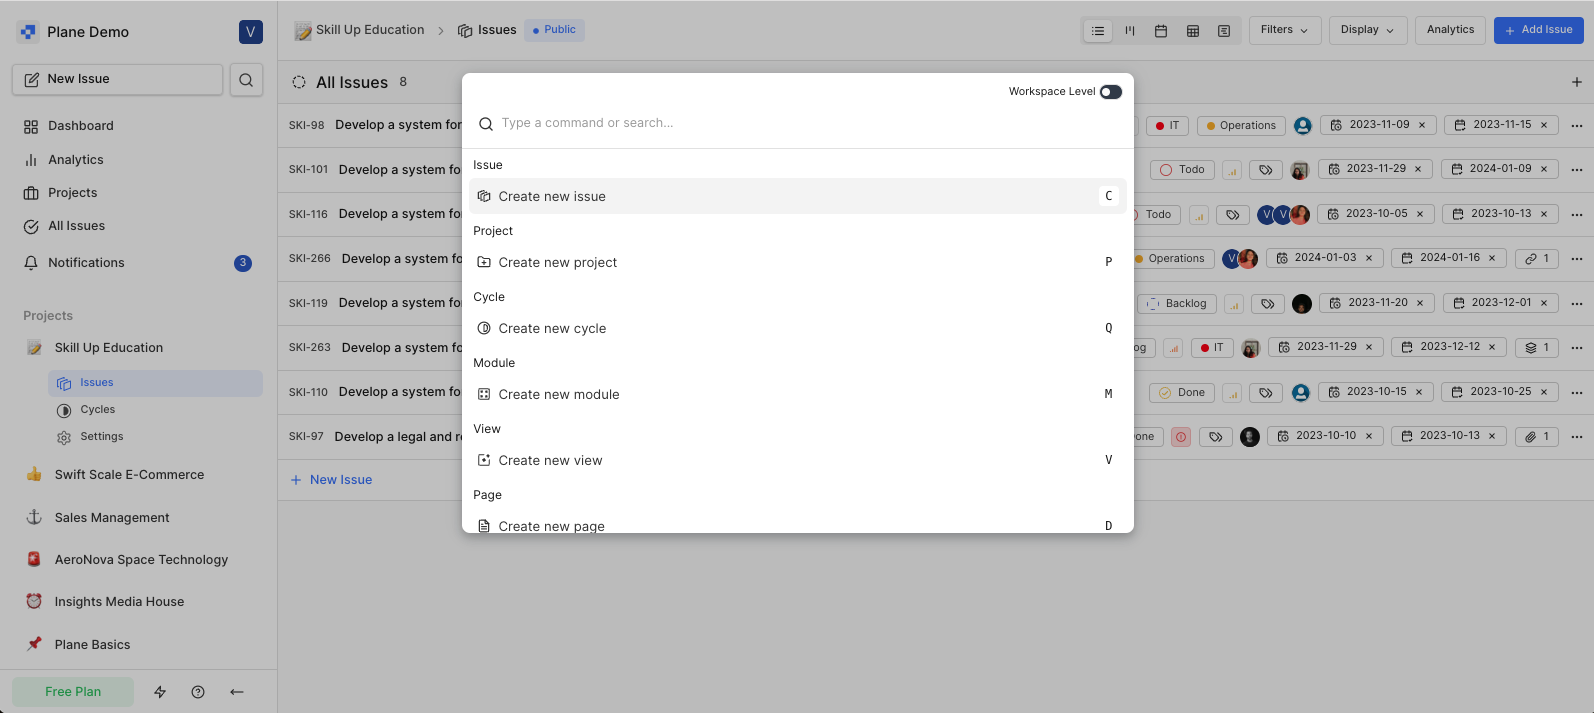 Plane Demo
V
Skill Up Education
Issues
Public
Filters
Display
Analytics
Add Issue
New Issue
All Issues 8
Workspace Level
Type a command or search...
Issue
Create new issue C
Project
Create new project P
Cycle
Create new cycle Q
Module
Create new module M
View
Create new view V
Page
Create new page D
Dashboard
Analytics
Projects
All Issues
Notifications 3
Projects
Skill Up Education
Issues
Cycles
Settings
Swift Scale E-Commerce
Sales Management
AeroNova Space Technology
Insights Media House
Plane Basics
Free Plan
SKI-98 Develop a system for IT Operations 2023-11-09 2023-11-15
SKI-101 Develop a system fo Todo 2023-11-29 2024-01-09
SKI-116 Develop a system fo Todo V V 2023-10-05 2023-10-13
SKI-266 Develop a system fo Operations V 2024-01-03 2024-01-16 1
SKI-119 Develop a system fo Backlog 2023-11-20 2023-12-01
SKI-263 Develop a system fo og IT 2023-11-29 2023-12-12 1
SKI-110 Develop a system fo Done 2023-10-15 2023-10-25
SKI-97 Develop a legal and r one 2023-10-10 2023-10-13 1
New Issue